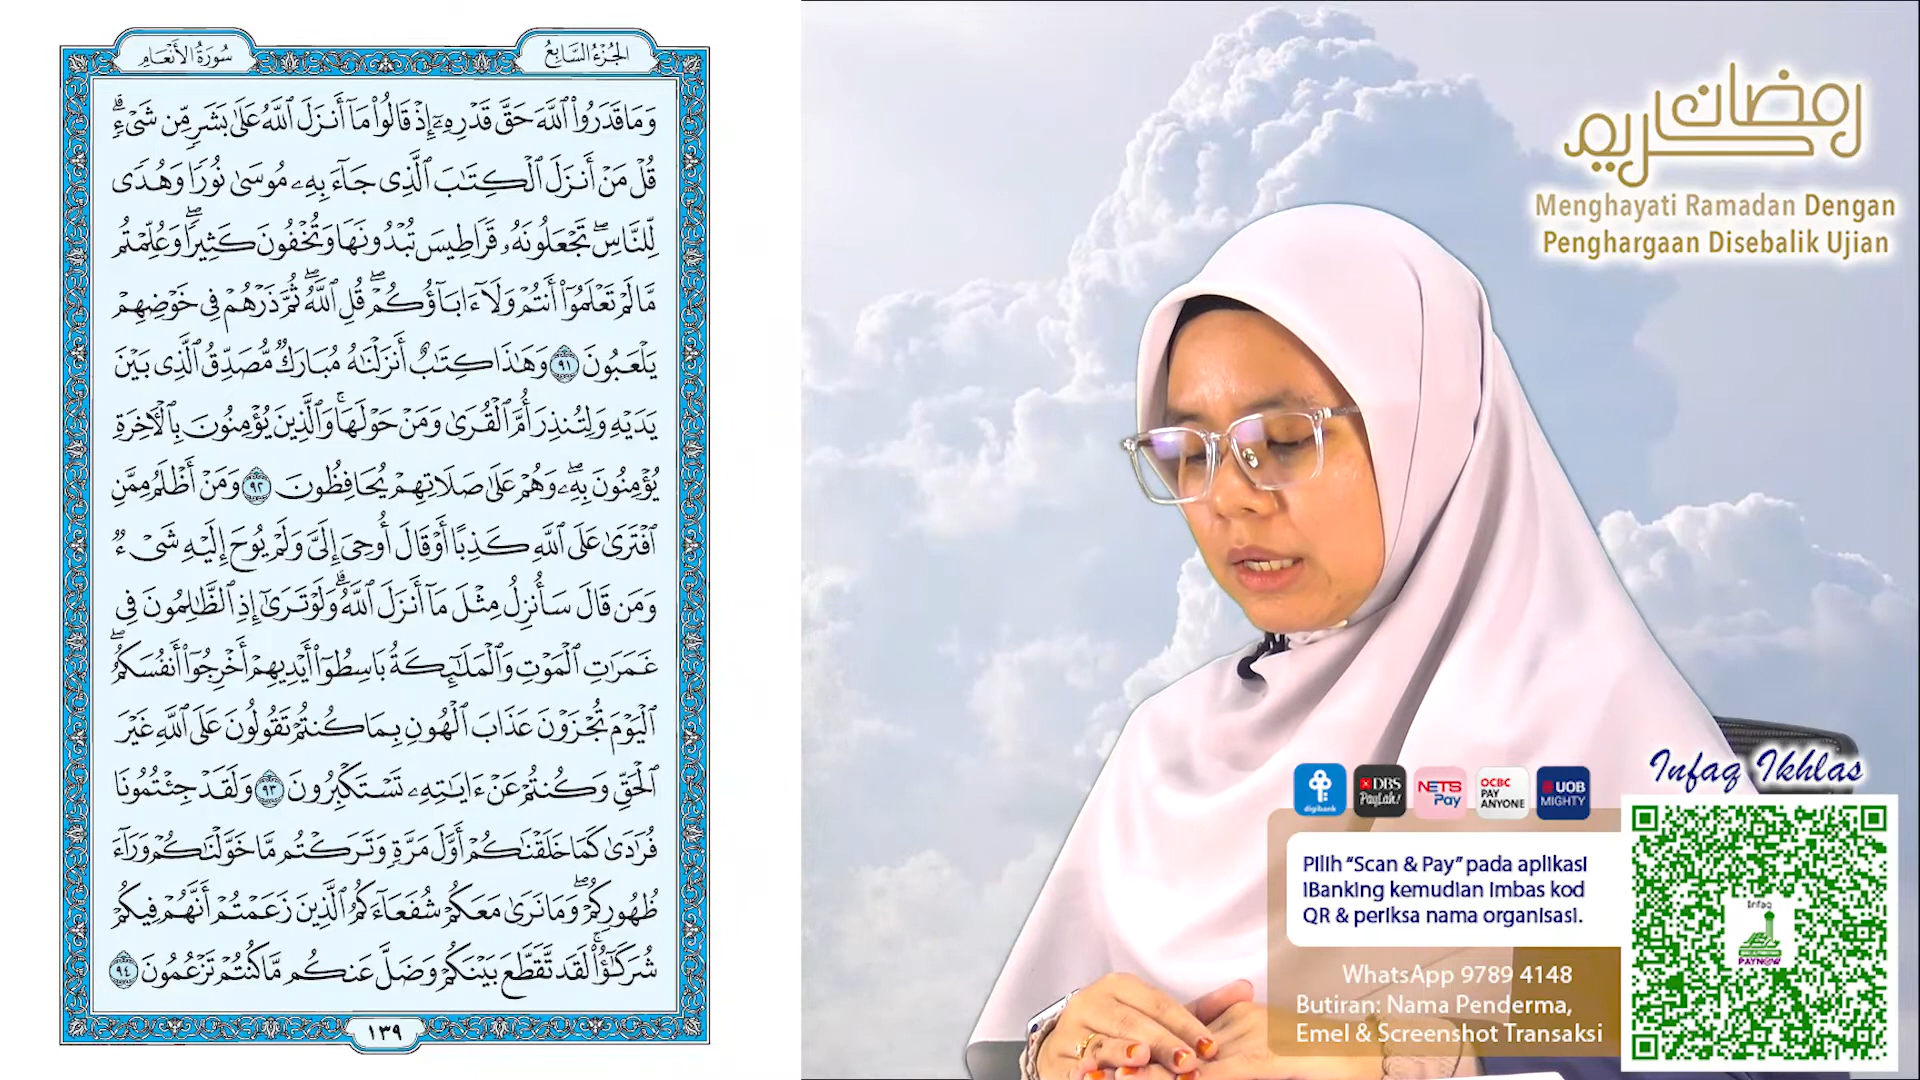 سُورَةُ الأَنْعَامِ
الجُزْءُ السَّابِعُ
وَمَا قَدَرُوا۟ ٱللَّهَ حَقَّ قَدْرِهِۦٓ إِذْ قَالُوا۟ مَآ أَنزَلَ ٱللَّهُ عَلَىٰ بَشَرٍ مِّن شَىْءٍۗ
قُلْ مَنْ أَنزَلَ ٱلْكِتَـٰبَ ٱلَّذِى جَآءَ بِهِۦ مُوسَىٰ نُورًا وَهُدًى
لِّلنَّاسِۖ تَجْعَلُونَهُۥ قَرَاطِيسَ تُبْدُونَهَا وَتُخْفُونَ كَثِيرًاۖ وَعُلِّمْتُم
مَّا لَمْ تَعْلَمُوٓا۟ أَنتُمْ وَلَآ ءَابَآؤُكُمْۖ قُلِ ٱللَّهُۖ ثُمَّ ذَرْهُمْ فِى خَوْضِهِمْ
يَلْعَبُونَ ٩١ وَهَـٰذَا كِتَـٰبٌ أَنزَلْنَـٰهُ مُبَارَكٌ مُّصَدِّقُ ٱلَّذِى بَيْنَ
يَدَيْهِ وَلِتُنذِرَ أُمَّ ٱلْقُرَىٰ وَمَنْ حَوْلَهَاۚ وَٱلَّذِينَ يُؤْمِنُونَ بِٱلْـَٔاخِرَةِ
يُؤْمِنُونَ بِهِۦۖ وَهُمْ عَلَىٰ صَلَاتِهِمْ يُحَافِظُونَ ٩٢ وَمَنْ أَظْلَمُ مِمَّنِ
ٱفْتَرَىٰ عَلَى ٱللَّهِ كَذِبًا أَوْ قَالَ أُوحِىَ إِلَىَّ وَلَمْ يُوحَ إِلَيْهِ شَىْءٌ
وَمَن قَالَ سَأُنزِلُ مِثْلَ مَآ أَنزَلَ ٱللَّهُۗ وَلَوْ تَرَىٰٓ إِذِ ٱلظَّـٰلِمُونَ فِى
غَمَرَٰتِ ٱلْمَوْتِ وَٱلْمَلَـٰٓئِكَةُ بَاسِطُوٓا۟ أَيْدِيهِمْ أَخْرِجُوٓا۟ أَنفُسَكُمُۖ
ٱلْيَوْمَ تُجْزَوْنَ عَذَابَ ٱلْهُونِ بِمَا كُنتُمْ تَقُولُونَ عَلَى ٱللَّهِ غَيْرَ
ٱلْحَقِّ وَكُنتُمْ عَنْ ءَايَـٰتِهِۦ تَسْتَكْبِرُونَ ٩٣ وَلَقَدْ جِئْتُمُونَا
فُرَٰدَىٰ كَمَا خَلَقْنَـٰكُمْ أَوَّلَ مَرَّةٍ وَتَرَكْتُم مَّا خَوَّلْنَـٰكُمْ وَرَآءَ
ظُهُورِكُمْۖ وَمَا نَرَىٰ مَعَكُمْ شُفَعَآءَكُمُ ٱلَّذِينَ زَعَمْتُمْ أَنَّهُمْ فِيكُمْ
شُرَكَـٰٓؤُا۟ۚ لَقَد تَّقَطَّعَ بَيْنَكُمْ وَضَلَّ عَنكُم مَّا كُنتُمْ تَزْعُمُونَ ٩٤
١٣٩
رمضان
كريم
Menghayati Ramadan Dengan
Penghargaan Disebalik Ujian
Infaq Ikhlas
digibank
DBS PayLah!
NETS Pay
OCBC PAY ANYONE
UOB MIGHTY
Pilih “Scan & Pay” pada aplikasi
iBanking kemudian imbas kod
QR & periksa nama organisasi.
WhatsApp 9789 4148
Butiran: Nama Penderma,
Emel & Screenshot Transaksi
Infaq
PAYNOW